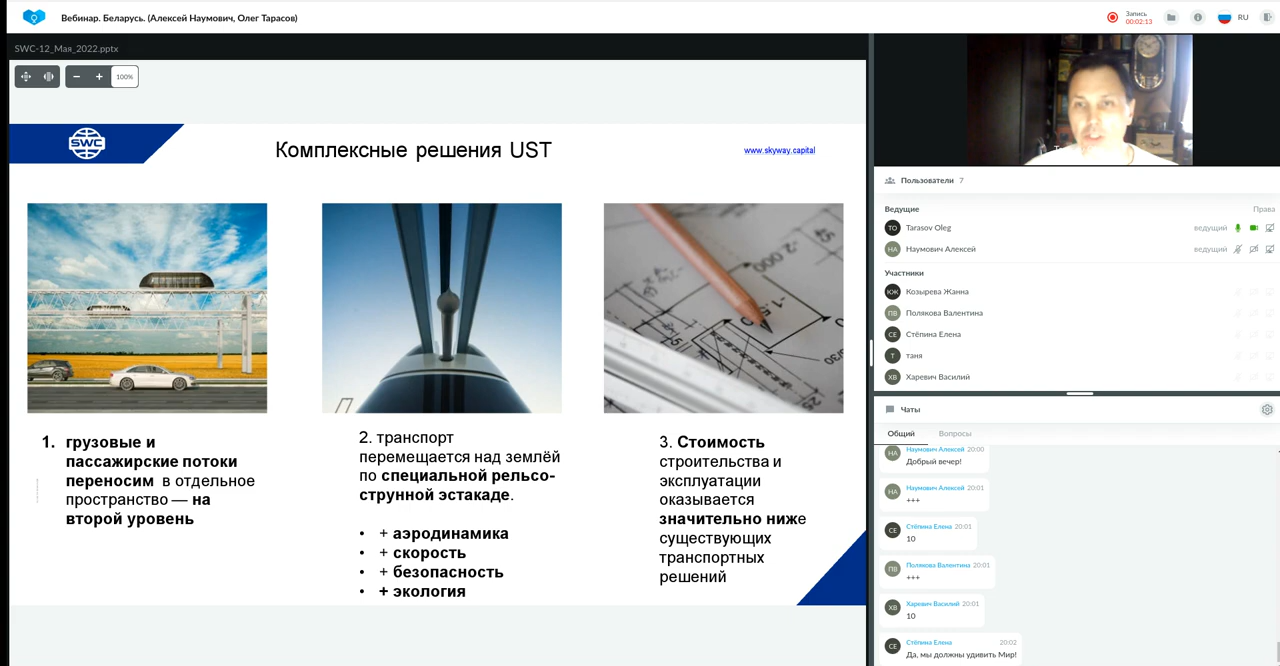 Вебинар. Беларусь. (Алексей Наумович, Олег Тарасов)
Запись
00:02:13
RU
SWC-12_Мая_2022.pptx
100%
SWC
Комплексные решения UST
www.skyway.capital
1. грузовые и
пассажирские потоки
переносим в отдельное
пространство — на
второй уровень
2. транспорт
перемещается над землёй
по специальной рельсо-
струнной эстакаде.
• + аэродинамика
• + скорость
• + безопасность
• + экология
3. Стоимость
строительства и
эксплуатации
оказывается
значительно ниже
существующих
транспортных
решений
Пользователи 7
Ведущие Права
TO Tarasov Oleg ведущий
НА Наумович Алексей ведущий
Участники
КЖ Козырева Жанна
ПВ Полякова Валентина
СЕ Стёпина Елена
Т таня
ХВ Харевич Василий
Чаты
Общий Вопросы
НА Наумович Алексей 20:00
Добрый вечер!
НА Наумович Алексей 20:01
+++
СЕ Стёпина Елена 20:01
10
ПВ Полякова Валентина 20:01
+++
ХВ Харевич Василий 20:01
10
СЕ Стёпина Елена 20:02
Да, мы должны удивить Мир!